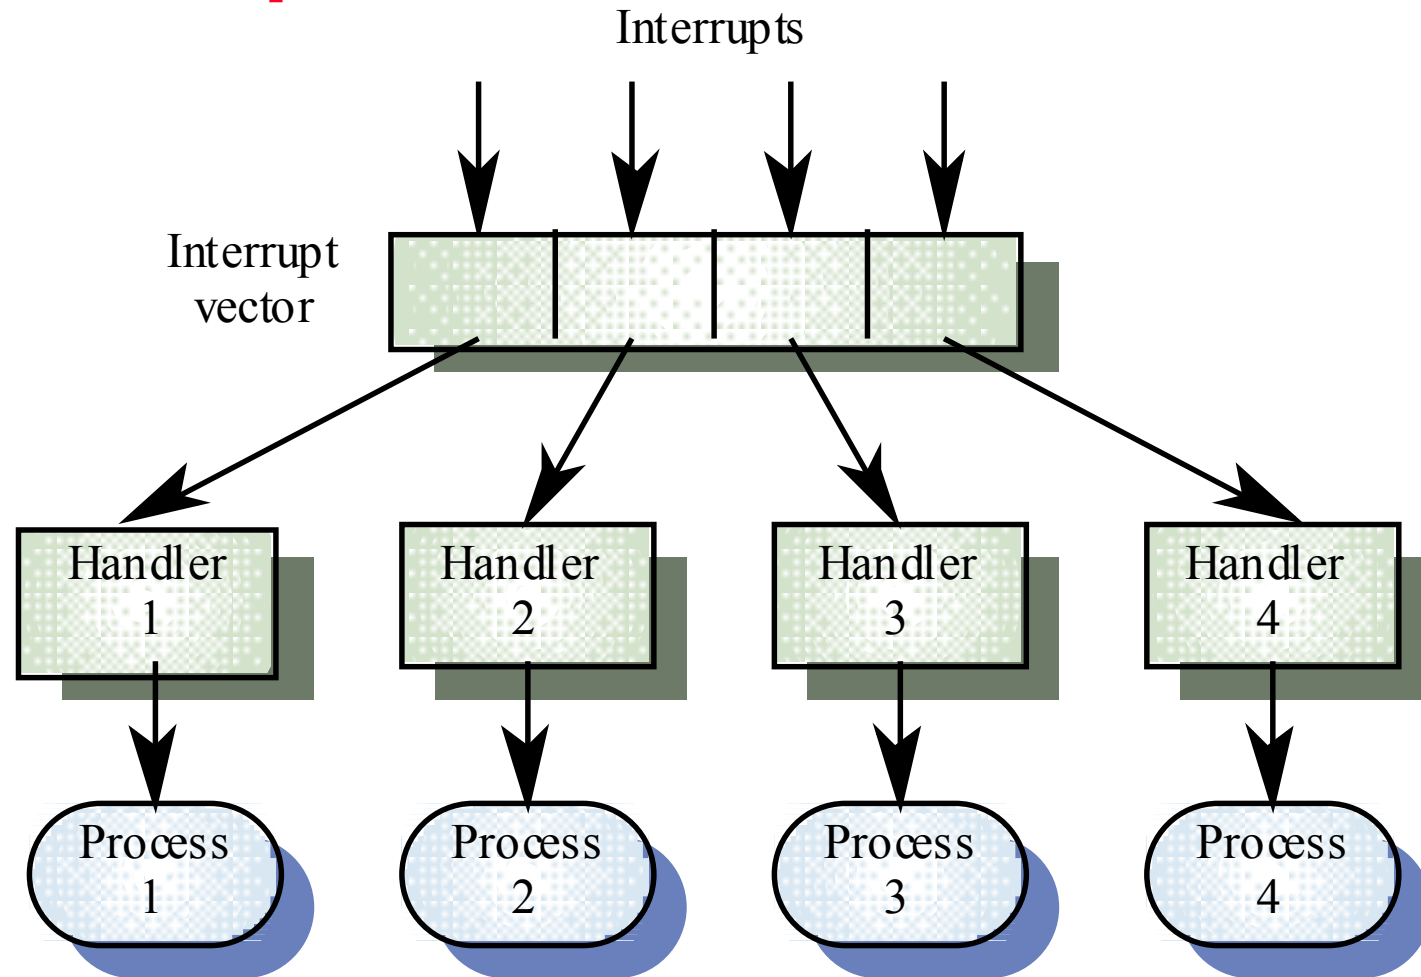 Interrupts
Interrupt
vector
Handler
1
Handler
2
Handler
3
Handler
4
Process
1
Process
2
Process
3
Process
4